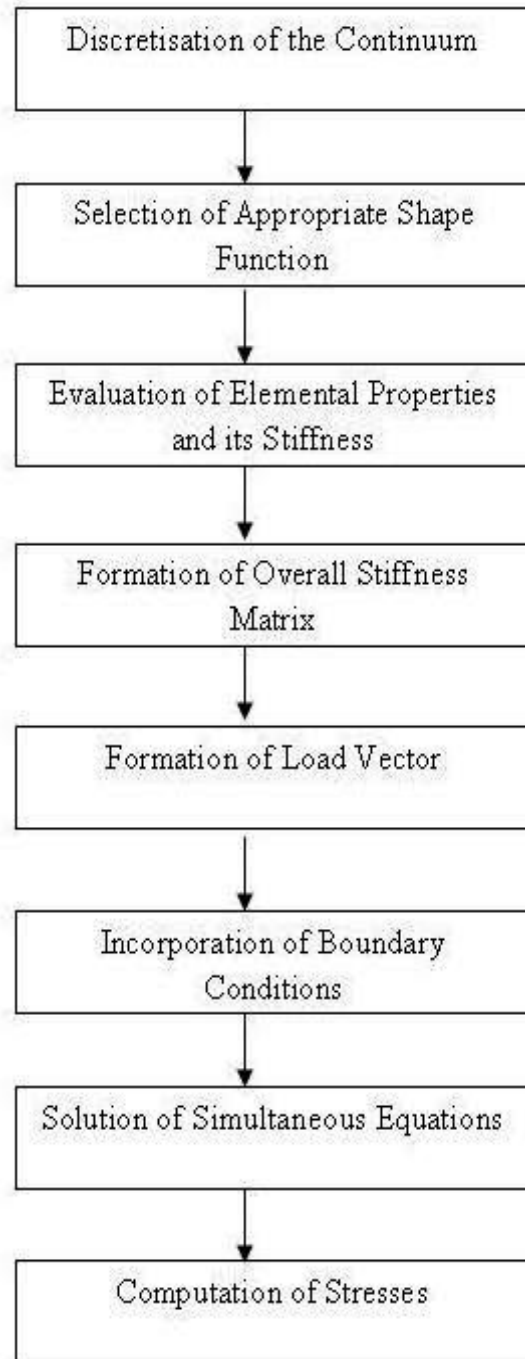 Discretisation of the Continuum
Selection of Appropriate Shape
Function
Evaluation of Elemental Properties
and its Stiffness
Formation of Overall Stiffness
Matrix
Formation of Load Vector
Incorporation of Boundary
Conditions
Solution of Simultaneous Equations
Computation of Stresses